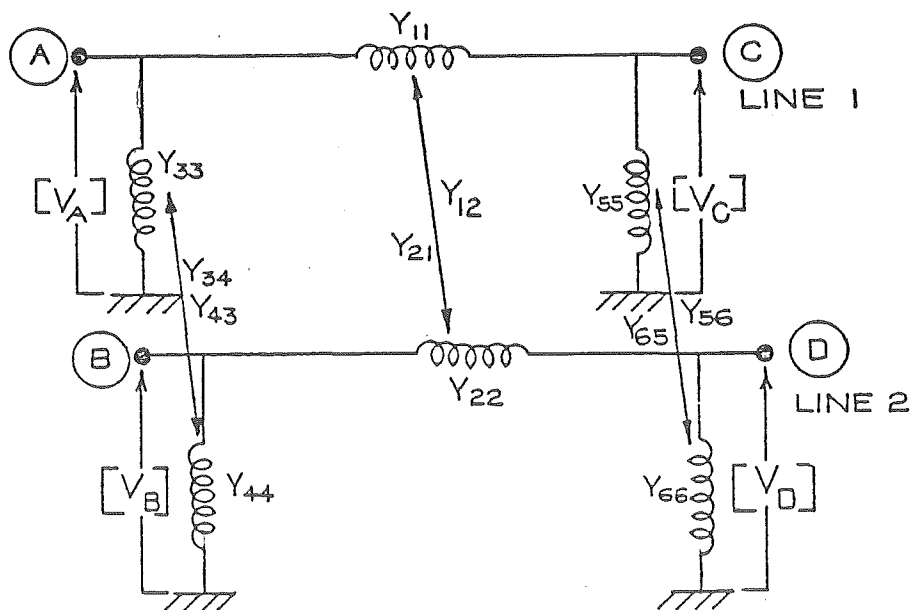 Y11
A
C
LINE 1
Y33
[VA]
Y12
Y55
[VC]
Y21
Y34
Y43
Y56
Y65
B
D
Y22
LINE 2
[VB]
Y44
Y66
[VD]